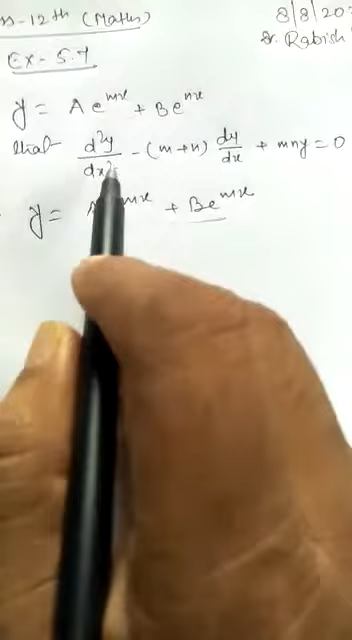 12th (Maths)
8/8/20
Ex-5.7
y = Ae^{mx} + Be^{nx}
that d²y/dx² - (m+n) dy/dx + mny = 0
y = e^{mx} + Be^{nx}